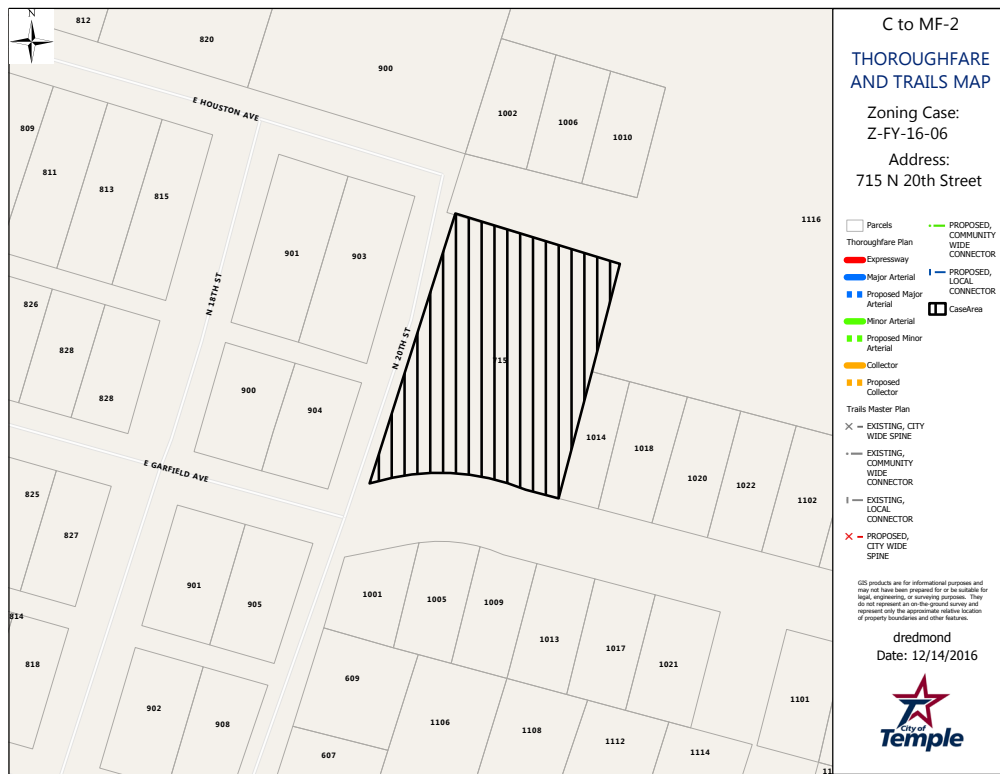 812
820
900
1002
1006
1010
E HOUSTON AVE
809
811
813
815
1116
901
903
N 18TH ST
N 20TH ST
826
828
828
715
900
904
1014
1018
1020
1022
1102
E GARFIELD AVE
825
827
901
905
1001
1005
1009
1013
1017
1021
814
818
609
902
908
607
1106
1108
1112
1114
1101
11
C to MF-2
THOROUGHFARE
AND TRAILS MAP
Zoning Case:
Z-FY-16-06
Address:
715 N 20th Street
Parcels
Thoroughfare Plan
Expressway
Major Arterial
Proposed Major
Arterial
Minor Arterial
Proposed Minor
Arterial
Collector
Proposed
Collector
Trails Master Plan
EXISTING, CITY
WIDE SPINE
EXISTING,
COMMUNITY
WIDE
CONNECTOR
EXISTING,
LOCAL
CONNECTOR
PROPOSED,
CITY WIDE
SPINE
PROPOSED,
COMMUNITY
WIDE
CONNECTOR
PROPOSED,
LOCAL
CONNECTOR
CaseArea
GIS products are for informational purposes and
may not have been prepared for or be suitable for
legal, engineering, or surveying purposes. They
do not represent an on-the-ground survey and
represent only the approximate relative location
of property boundaries and other features.
dredmond
Date: 12/14/2016
City of
Temple